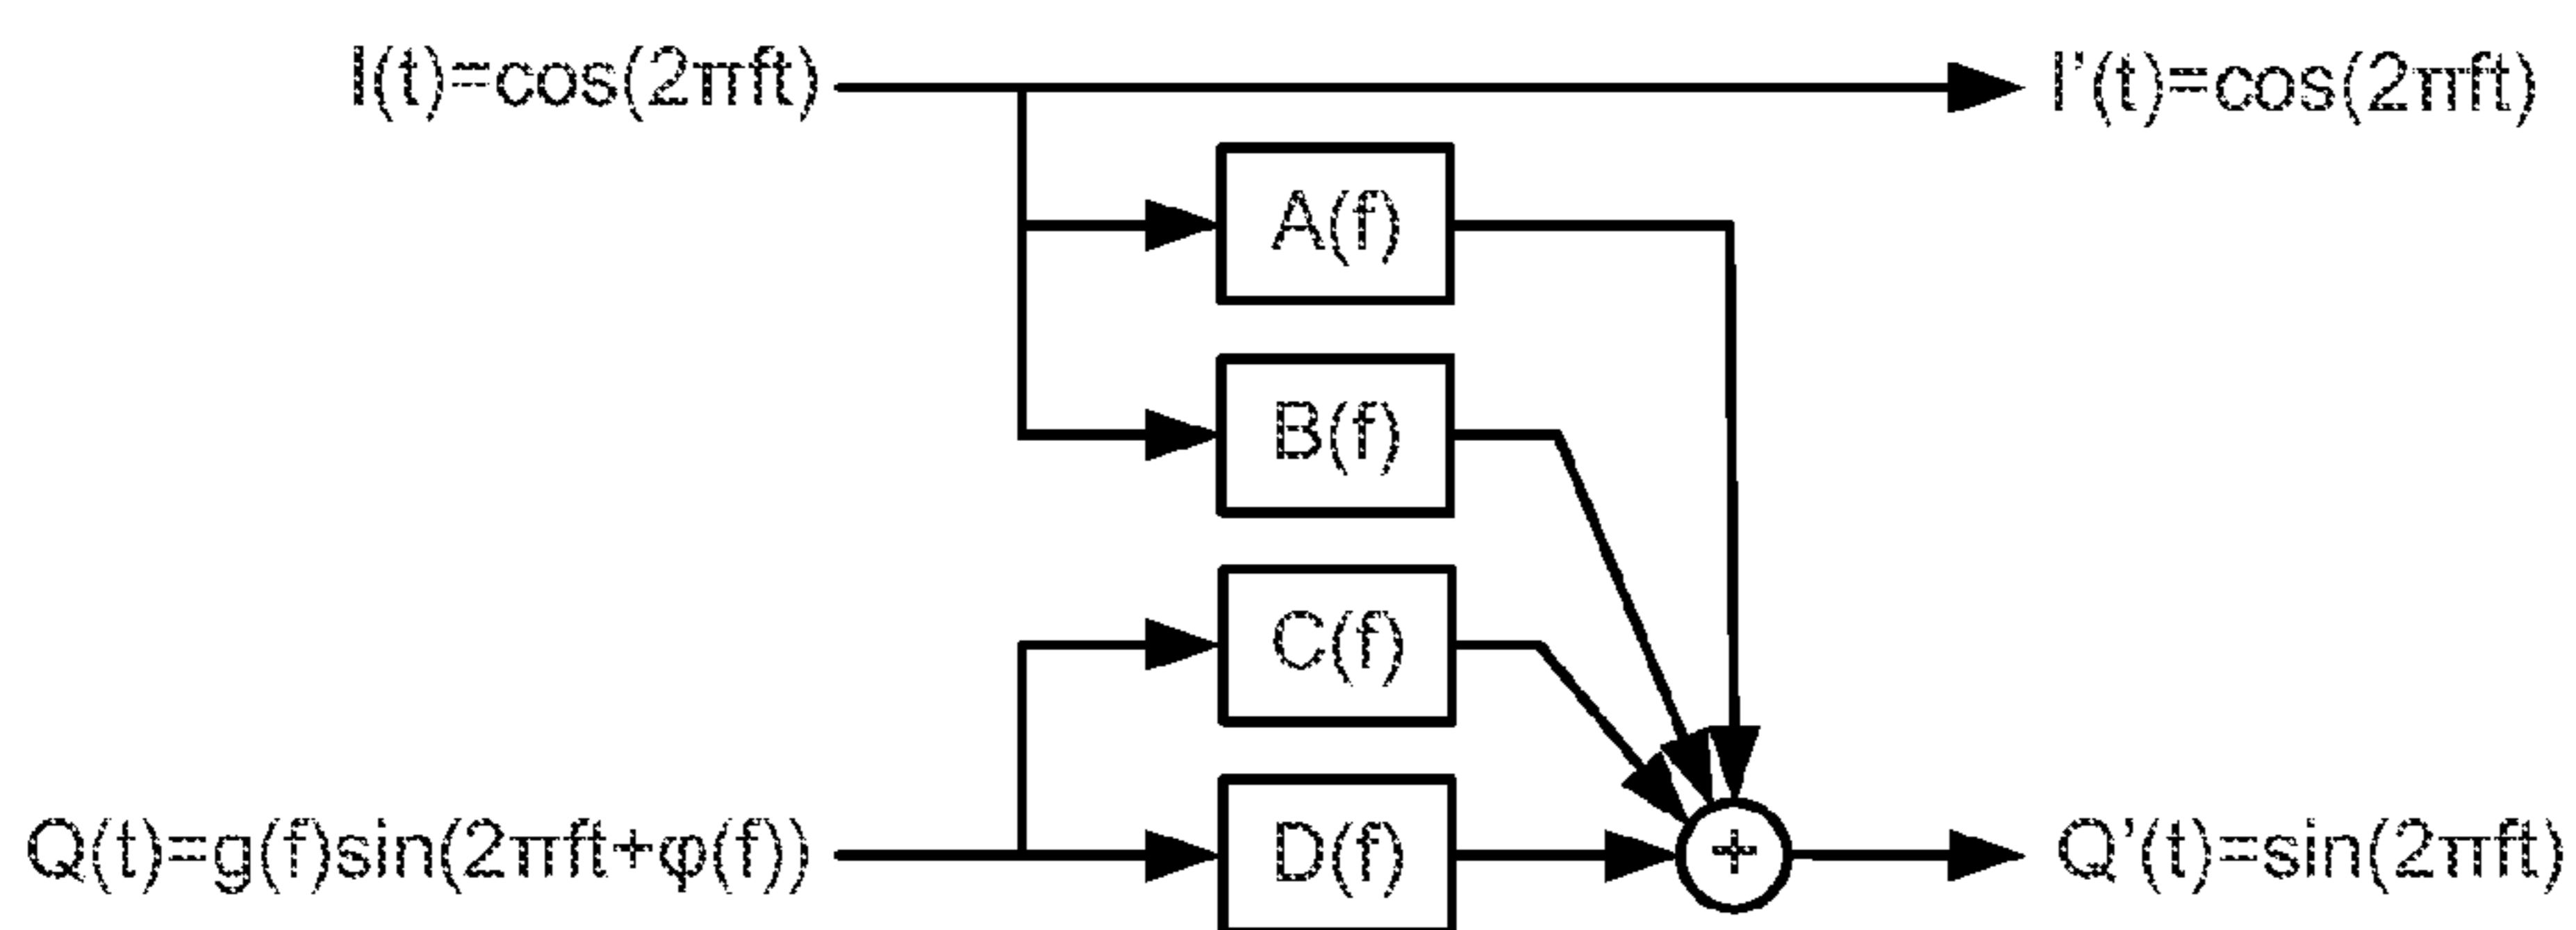 I(t)=cos(2πft)
I'(t)=cos(2πft)
A(f)
B(f)
C(f)
Q(t)=g(f)sin(2πft+φ(f))
D(f)
+
Q'(t)=sin(2πft)